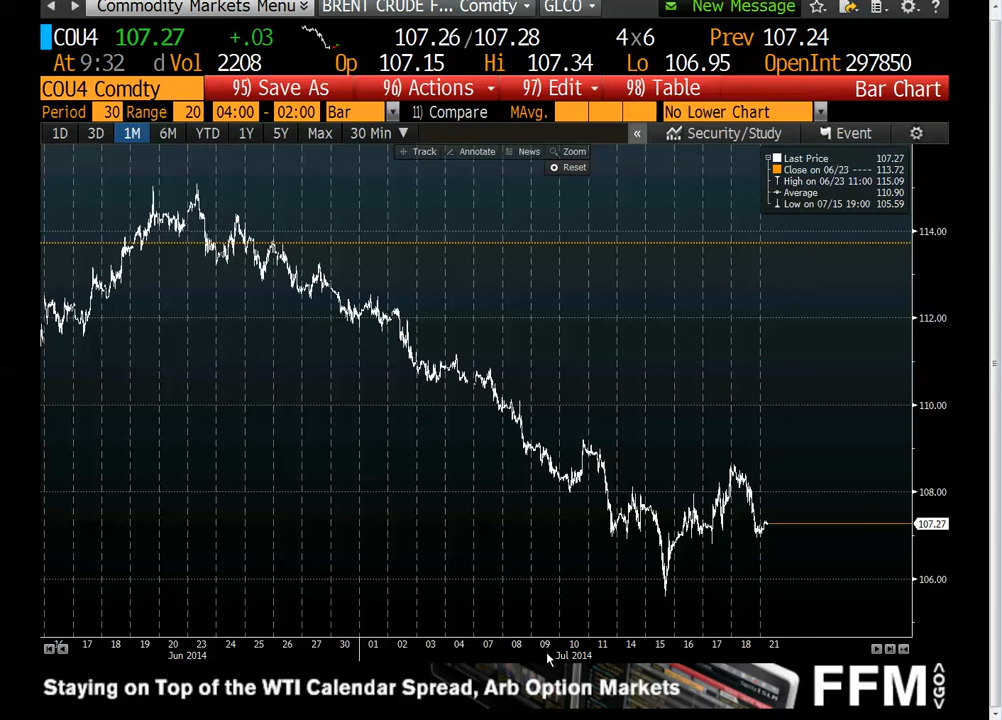 Commodity Markets Menu BRENT CRUDE F... Comdty GLCO New Message ?
COU4 107.27 +.03 107.26/107.28 4x6 Prev 107.24
At 9:32 d Vol 2208 Op 107.15 Hi 107.34 Lo 106.95 OpenInt 297850
COU4 Comdty 95) Save As 96) Actions 97) Edit 98) Table Bar Chart
Period 30 Range 20 04:00 - 02:00 Bar 11) Compare MAvg. No Lower Chart
1D 3D 1M 6M YTD 1Y 5Y Max 30 Min « Security/Study Event
Track Annotate News Zoom
Reset
Last Price 107.27
Close on 06/23 ---- 113.72
High on 06/23 11:00 115.09
Average 110.90
Low on 07/15 19:00 105.59
114.00
112.00
110.00
108.00
107.27
106.00
17 18 19 20 23 24 25 26 27 30 01 02 03 04 07 08 09 10 11 14 15 16 17 18 21
Jun 2014 Jul 2014
Staying on Top of the WTI Calendar Spread, Arb Option Markets
FFM <GO>